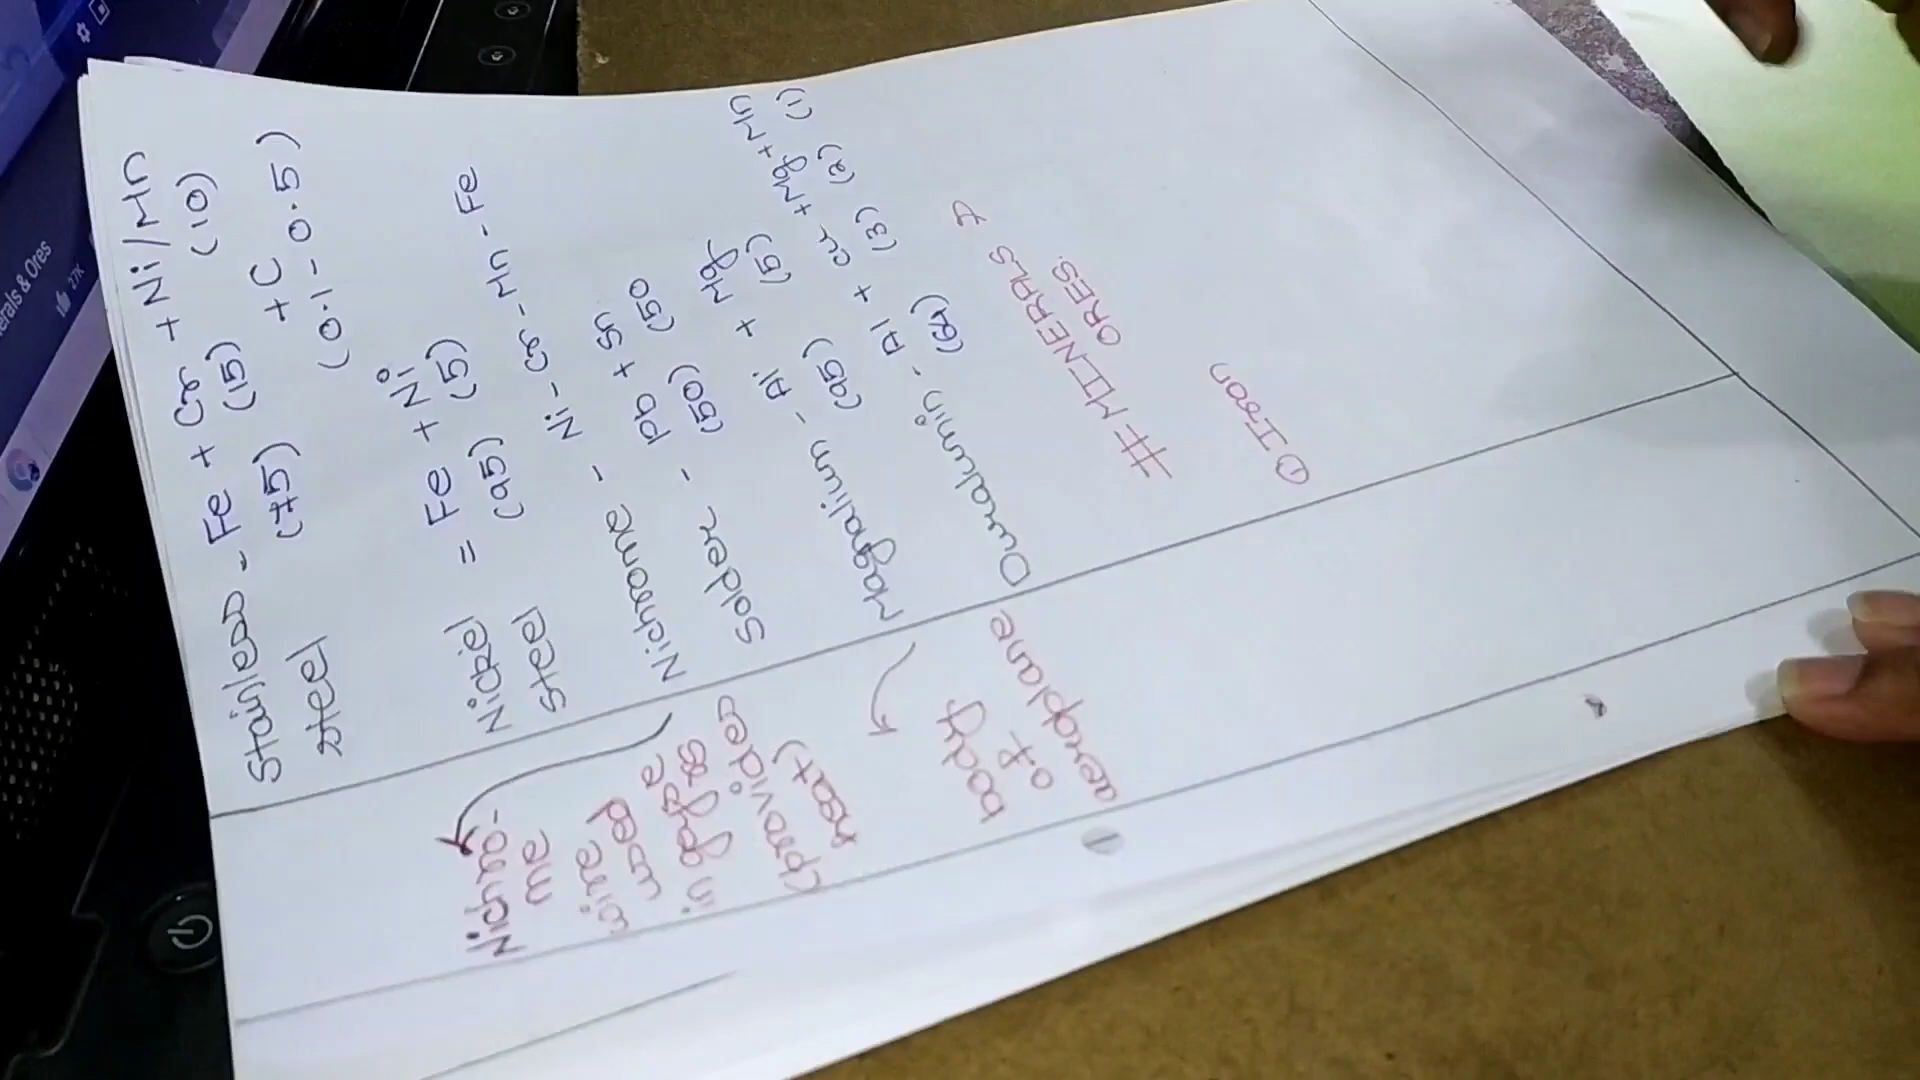 Stainless - Fe + Cr + Ni/Mn
steel (75) (15) (10)
+C
(0.1 - 0.5)
Nickel = Fe + Ni
Steel (95) (5)
Nichrome - Ni - Cr - Mn - Fe
Solder - Pb + Sn
(50) (50
Magnalium - Al + Mg
(95) (5)
Duralumin - Al + Cu + Mg + Mn
(94) (3) (2) (1)
# MINERALS &
ORES.
① Iron
Nichro-
me
wire
used
in
(provides
heat)
body
of
aeroplane
erals & Ores
27K